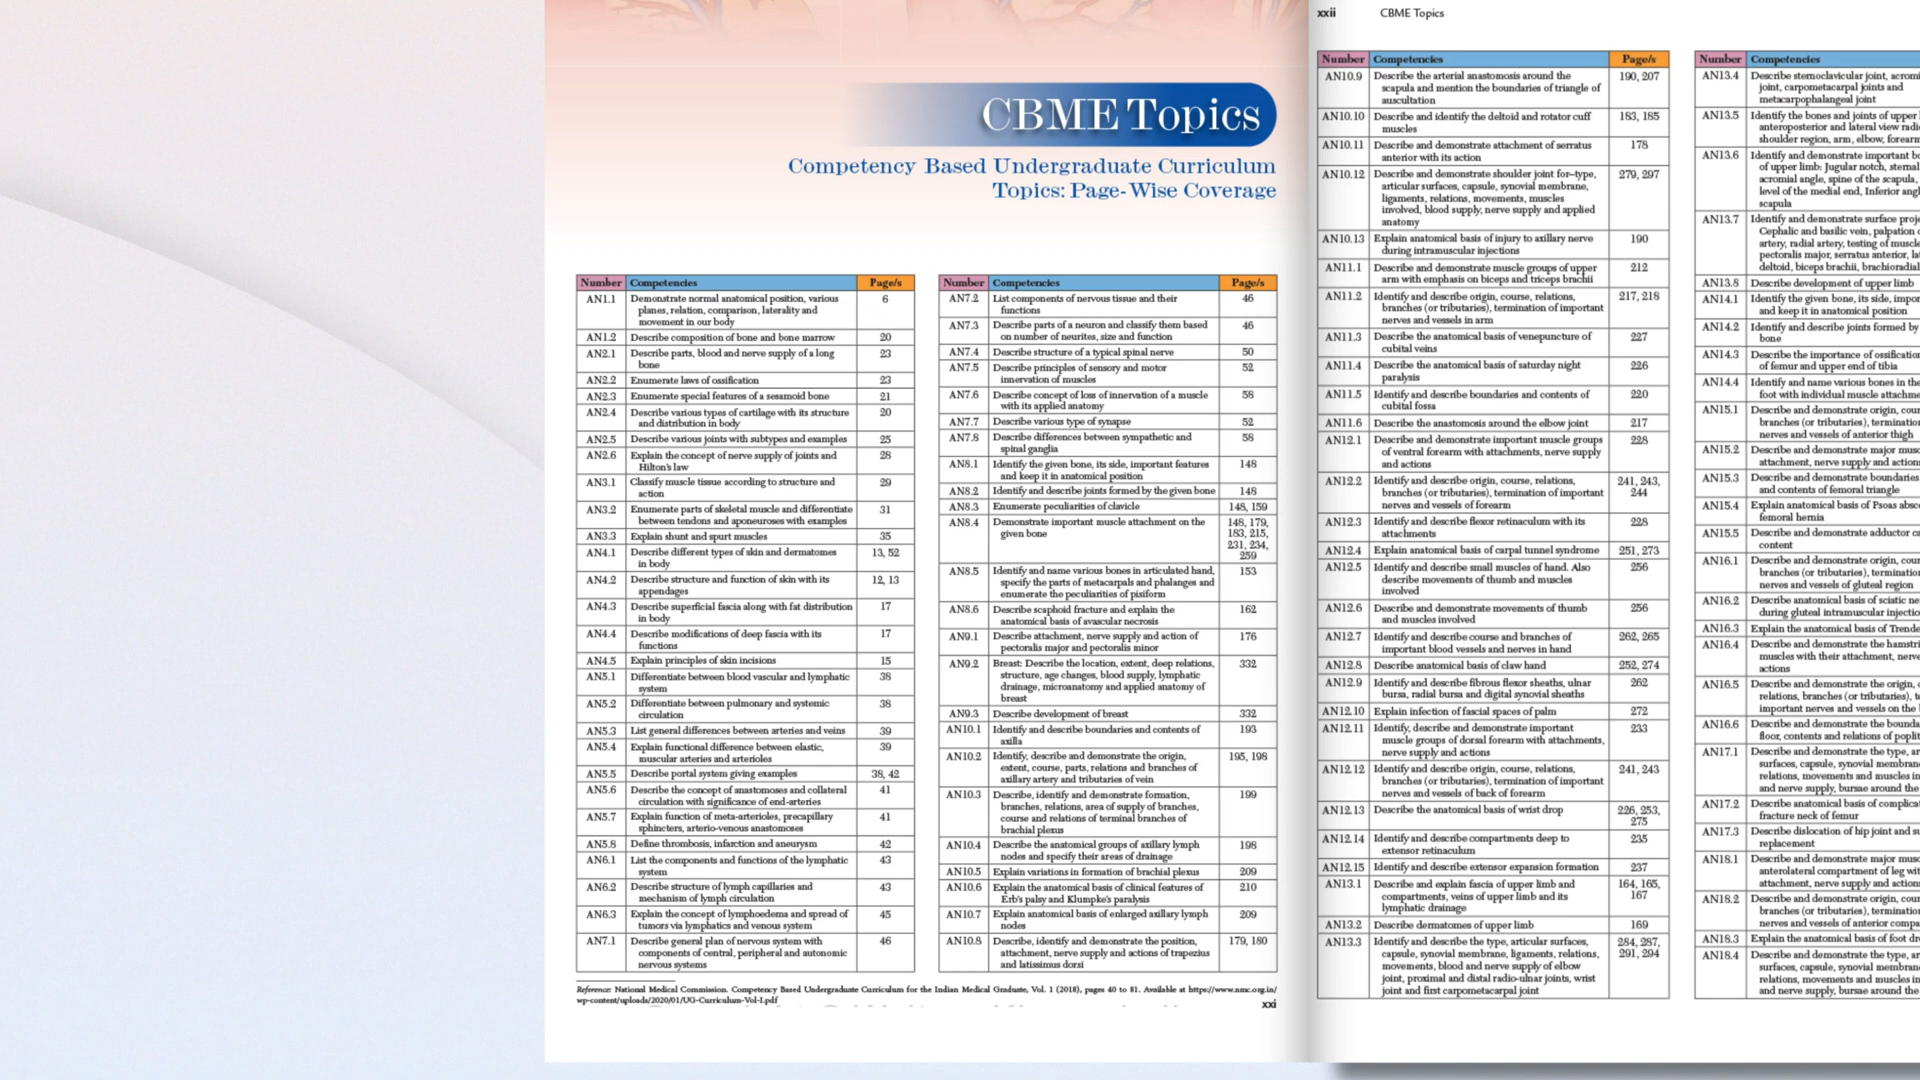 CBME Topics
Competency Based Undergraduate Curriculum
Topics: Page-Wise Coverage
Number Competencies Page/s
AN1.1 Demonstrate normal anatomical position, various 6
planes, relation, comparison, laterality and
movement in our body
AN1.2 Describe composition of bone and bone marrow 20
AN2.1 Describe parts, blood and nerve supply of a long 23
bone
AN2.2 Enumerate laws of ossification 23
AN2.3 Enumerate special features of a sesamoid bone 21
AN2.4 Describe various types of cartilage with its structure 20
and distribution in body
AN2.5 Describe various joints with subtypes and examples 25
AN2.6 Explain the concept of nerve supply of joints and 28
Hilton's law
AN3.1 Classify muscle tissue according to structure and 29
action
AN3.2 Enumerate parts of skeletal muscle and differentiate 31
between tendons and aponeuroses with examples
AN3.3 Explain shunt and spurt muscles 35
AN4.1 Describe different types of skin and dermatomes 13, 52
in body
AN4.2 Describe structure and function of skin with its 12, 13
appendages
AN4.3 Describe superficial fascia along with fat distribution 17
in body
AN4.4 Describe modifications of deep fascia with its 17
functions
AN4.5 Explain principles of skin incisions 15
AN5.1 Differentiate between blood vascular and lymphatic 38
system
AN5.2 Differentiate between pulmonary and systemic 38
circulation
AN5.3 List general differences between arteries and veins 39
AN5.4 Explain functional difference between elastic, 39
muscular arteries and arterioles
AN5.5 Describe portal system giving examples 38, 42
AN5.6 Describe the concept of anastomoses and collateral 41
circulation with significance of end-arteries
AN5.7 Explain function of meta-arterioles, precapillary 41
sphincters, arterio-venous anastomoses
AN5.8 Define thrombosis, infarction and aneurysm 42
AN6.1 List the components and functions of the lymphatic 43
system
AN6.2 Describe structure of lymph capillaries and 43
mechanism of lymph circulation
AN6.3 Explain the concept of lymphoedema and spread of 45
tumors via lymphatics and venous system
AN7.1 Describe general plan of nervous system with 46
components of central, peripheral and autonomic
nervous systems
Number Competencies Page/s
AN7.2 List components of nervous tissue and their 46
functions
AN7.3 Describe parts of a neuron and classify them based 46
on number of neurites, size and function
AN7.4 Describe structure of a typical spinal nerve 50
AN7.5 Describe principles of sensory and motor 52
innervation of muscles
AN7.6 Describe concept of loss of innervation of a muscle 58
with its applied anatomy
AN7.7 Describe various type of synapse 52
AN7.8 Describe differences between sympathetic and 58
spinal ganglia
AN8.1 Identify the given bone, its side, important features 148
and keep it in anatomical position
AN8.2 Identify and describe joints formed by the given bone 148
AN8.3 Enumerate peculiarities of clavicle 148, 159
AN8.4 Demonstrate important muscle attachment on the 148, 179,
given bone 183, 215,
231, 234,
259
AN8.5 Identify and name various bones in articulated hand, 153
specify the parts of metacarpals and phalanges and
enumerate the peculiarities of pisiform
AN8.6 Describe scaphoid fracture and explain the 162
anatomical basis of avascular necrosis
AN9.1 Describe attachment, nerve supply and action of 176
pectoralis major and pectoralis minor
AN9.2 Breast: Describe the location, extent, deep relations, 332
structure, age changes, blood supply, lymphatic
drainage, microanatomy and applied anatomy of
breast
AN9.3 Describe development of breast 332
AN10.1 Identify and describe boundaries and contents of 193
axilla
AN10.2 Identify, describe and demonstrate the origin, 195, 198
extent, course, parts, relations and branches of
axillary artery and tributaries of vein
AN10.3 Describe, identify and demonstrate formation, 199
branches, relations, area of supply of branches,
course and relations of terminal branches of
brachial plexus
AN10.4 Describe the anatomical groups of axillary lymph 198
nodes and specify their areas of drainage
AN10.5 Explain variations in formation of brachial plexus 209
AN10.6 Explain the anatomical basis of clinical features of 210
Erb's palsy and Klumpke's paralysis
AN10.7 Explain anatomical basis of enlarged axillary lymph 209
nodes
AN10.8 Describe, identify and demonstrate the position, 179, 180
attachment, nerve supply and actions of trapezius
and latissimus dorsi
Reference: National Medical Commission. Competency Based Undergraduate Curriculum for the Indian Medical Graduate, Vol. 1 (2018), pages 40 to 81. Available at https://www.nmc.org.in/
wp-content/uploads/2020/01/UG-Curriculum-Vol-I.pdf
xxi
xxii CBME Topics
Number Competencies Page/s
AN10.9 Describe the arterial anastomosis around the 190, 207
scapula and mention the boundaries of triangle of
auscultation
AN10.10 Describe and identify the deltoid and rotator cuff 183, 185
muscles
AN10.11 Describe and demonstrate attachment of serratus 178
anterior with its action
AN10.12 Describe and demonstrate shoulder joint for–type, 279, 297
articular surfaces, capsule, synovial membrane,
ligaments, relations, movements, muscles
involved, blood supply, nerve supply and applied
anatomy
AN10.13 Explain anatomical basis of injury to axillary nerve 190
during intramuscular injections
AN11.1 Describe and demonstrate muscle groups of upper 212
arm with emphasis on biceps and triceps brachii
AN11.2 Identify and describe origin, course, relations, 217, 218
branches (or tributaries), termination of important
nerves and vessels in arm
AN11.3 Describe the anatomical basis of venepuncture of 227
cubital veins
AN11.4 Describe the anatomical basis of saturday night 226
paralysis
AN11.5 Identify and describe boundaries and contents of 220
cubital fossa
AN11.6 Describe the anastomosis around the elbow joint 217
AN12.1 Describe and demonstrate important muscle groups 228
of ventral forearm with attachments, nerve supply
and actions
AN12.2 Identify and describe origin, course, relations, 241, 243,
branches (or tributaries), termination of important 244
nerves and vessels of forearm
AN12.3 Identify and describe flexor retinaculum with its 228
attachments
AN12.4 Explain anatomical basis of carpal tunnel syndrome 251, 273
AN12.5 Identify and describe small muscles of hand. Also 256
describe movements of thumb and muscles
involved
AN12.6 Describe and demonstrate movements of thumb 256
and muscles involved
AN12.7 Identify and describe course and branches of 262, 265
important blood vessels and nerves in hand
AN12.8 Describe anatomical basis of claw hand 252, 274
AN12.9 Identify and describe fibrous flexor sheaths, ulnar 262
bursa, radial bursa and digital synovial sheaths
AN12.10 Explain infection of fascial spaces of palm 272
AN12.11 Identify, describe and demonstrate important 233
muscle groups of dorsal forearm with attachments,
nerve supply and actions
AN12.12 Identify and describe origin, course, relations, 241, 243
branches (or tributaries), termination of important
nerves and vessels of back of forearm
AN12.13 Describe the anatomical basis of wrist drop 226, 253,
275
AN12.14 Identify and describe compartments deep to 235
extensor retinaculum
AN12.15 Identify and describe extensor expansion formation 237
AN13.1 Describe and explain fascia of upper limb and 164, 165,
compartments, veins of upper limb and its 167
lymphatic drainage
AN13.2 Describe dermatomes of upper limb 169
AN13.3 Identify and describe the type, articular surfaces, 284, 287,
capsule, synovial membrane, ligaments, relations, 291, 294
movements, blood and nerve supply of elbow
joint, proximal and distal radio-ulnar joints, wrist
joint and first carpometacarpal joint
Number Competencies
AN13.4 Describe sternoclavicular joint,
joint, carpometacarpal joints and
metacarpophalangeal joint
AN13.5 Identify the bones and joints of upper
anteroposterior and lateral view
shoulder region, arm, elbow,
AN13.6 Identify and demonstrate important
of upper limb: Jugular notch,
acromial angle, spine of the scapula,
level of the medial end, Inferior
scapula
AN13.7 Identify and demonstrate surface
Cephalic and basilic vein, palpation
artery, radial artery, testing of
pectoralis major, serratus anterior,
deltoid, biceps brachii,
AN13.8 Describe development of upper limb
AN14.1 Identify the given bone, its side,
and keep it in anatomical position
AN14.2 Identify and describe joints formed by
bone
AN14.3 Describe the importance of
of femur and upper end of tibia
AN14.4 Identify and name various bones in the
foot with individual muscle
AN15.1 Describe and demonstrate origin,
branches (or tributaries),
nerves and vessels of anterior thigh
AN15.2 Describe and demonstrate major
attachment, nerve supply and
AN15.3 Describe and demonstrate boundaries
and contents of femoral triangle
AN15.4 Explain anatomical basis of Psoas
femoral hernia
AN15.5 Describe and demonstrate adductor
content
AN16.1 Describe and demonstrate origin,
branches (or tributaries),
nerves and vessels of gluteal region
AN16.2 Describe anatomical basis of sciatic
during gluteal intramuscular
AN16.3 Explain the anatomical basis of
AN16.4 Describe and demonstrate the
muscles with their attachment,
actions
AN16.5 Describe and demonstrate the origin,
relations, branches (or tributaries),
important nerves and vessels on the
AN16.6 Describe and demonstrate the
floor, contents and relations of
AN17.1 Describe and demonstrate the type,
surfaces, capsule, synovial
relations, movements and muscles
and nerve supply, bursae around the
AN17.2 Describe anatomical basis of
fracture neck of femur
AN17.3 Describe dislocation of hip joint and
replacement
AN18.1 Describe and demonstrate major
anterolateral compartment of leg
attachment, nerve supply and
AN18.2 Describe and demonstrate origin,
branches (or tributaries),
nerves and vessels of anterior
AN18.3 Explain the anatomical basis of foot
AN18.4 Describe and demonstrate the type,
surfaces, capsule, synovial
relations, movements and muscles
and nerve supply, bursae around the